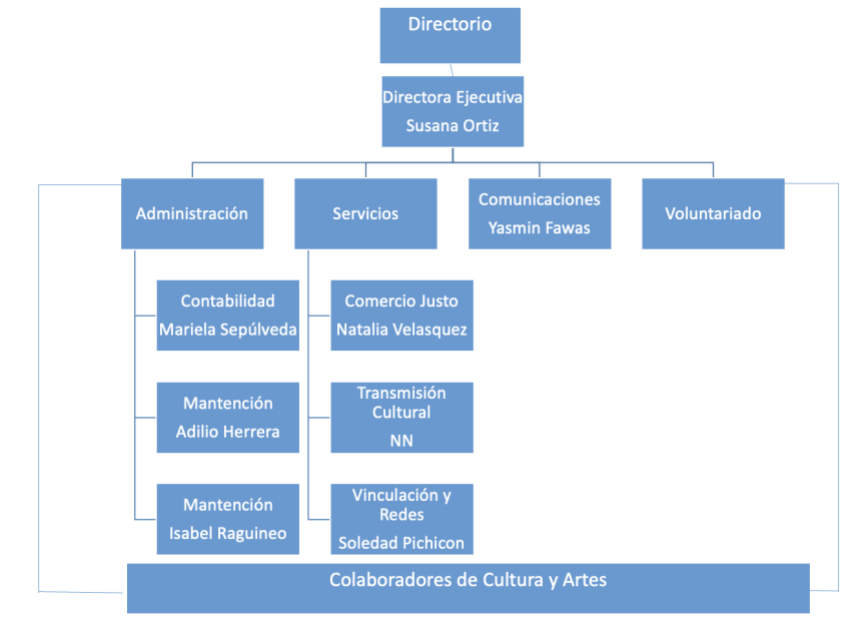 Directorio
Directora Ejecutiva
Susana Ortiz
Administración
Servicios
Comunicaciones
Yasmin Fawas
Voluntariado
Contabilidad
Mariela Sepúlveda
Comercio Justo
Natalia Velasquez
Mantención
Adilio Herrera
Transmisión
Cultural
NN
Mantención
Isabel Raguineo
Vinculación y
Redes
Soledad Pichicon
Colaboradores de Cultura y Artes